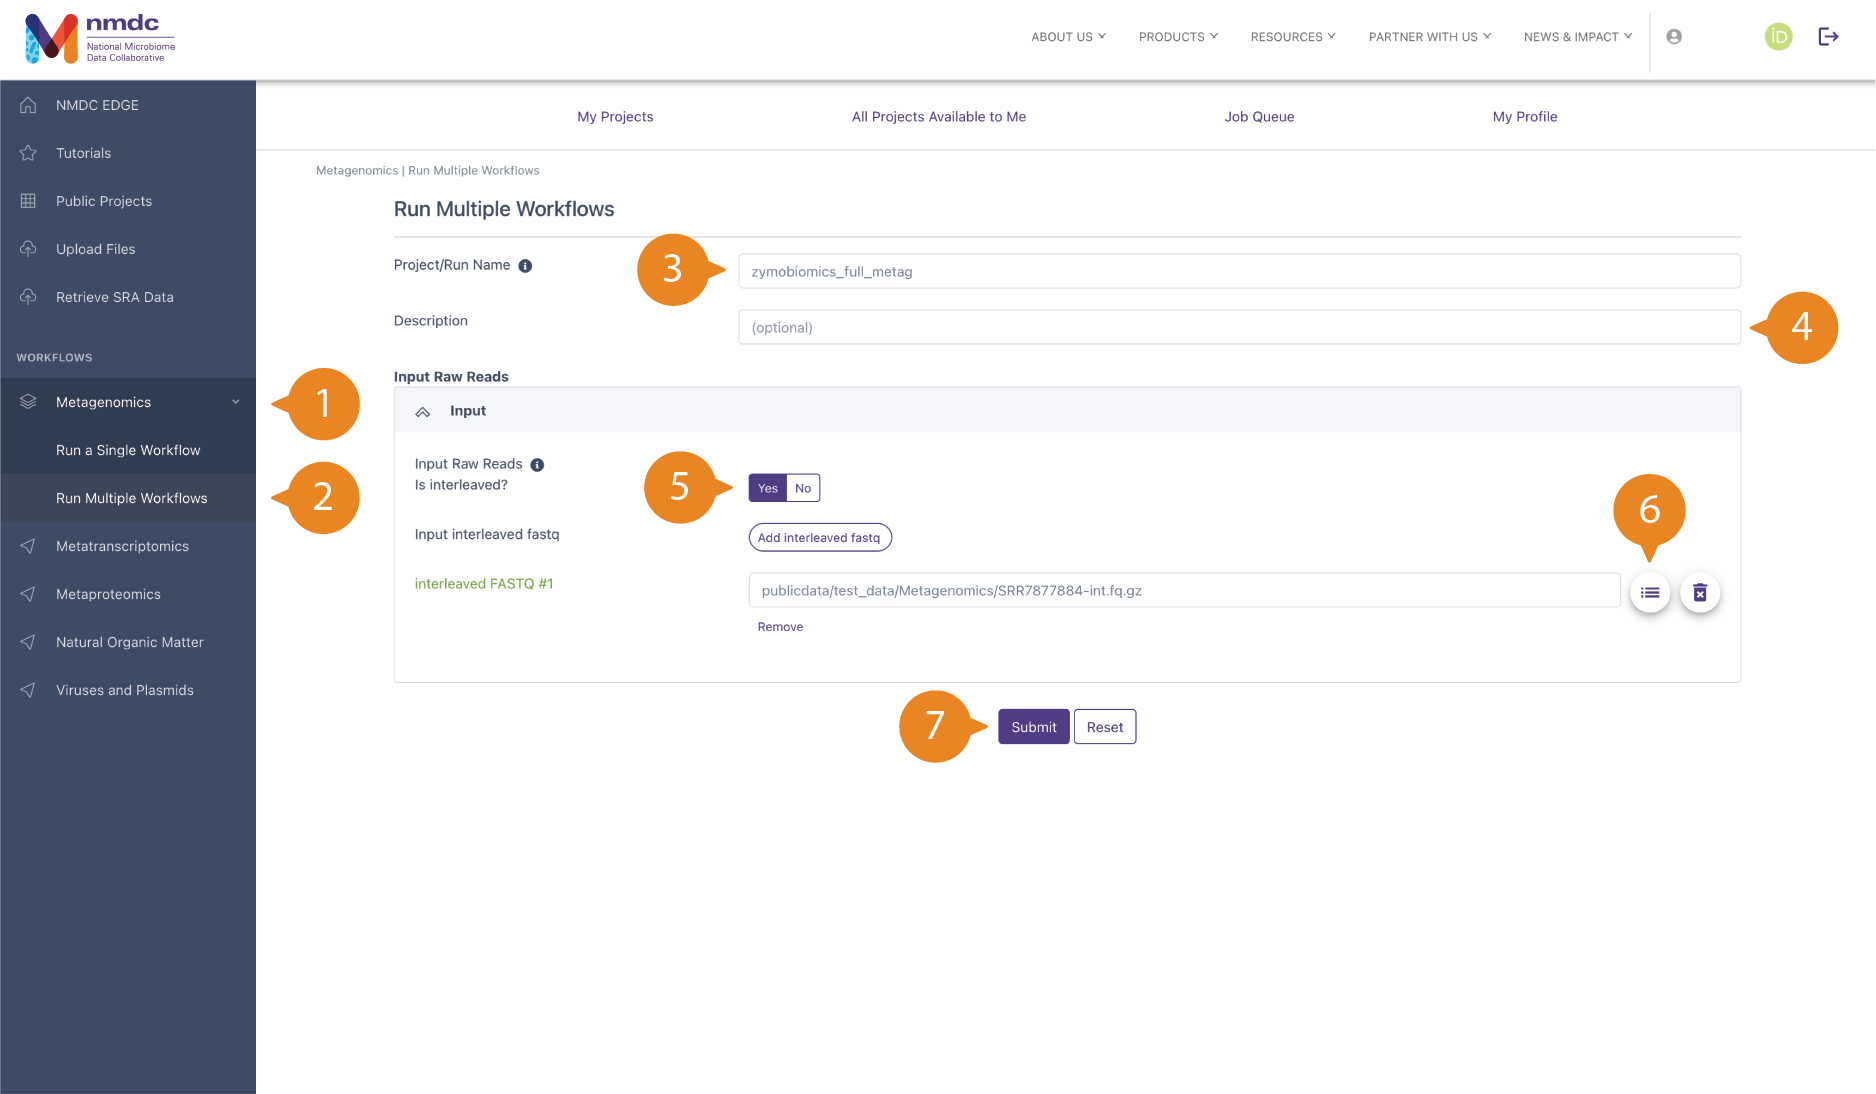 nmdc
National Microbiome
Data Collaborative
ABOUT US
PRODUCTS
RESOURCES
PARTNER WITH US
NEWS & IMPACT
iD
NMDC EDGE
Tutorials
Public Projects
Upload Files
Retrieve SRA Data
WORKFLOWS
Metagenomics
Run a Single Workflow
Run Multiple Workflows
Metatranscriptomics
Metaproteomics
Natural Organic Matter
Viruses and Plasmids
1
2
My Projects
All Projects Available to Me
Job Queue
My Profile
Metagenomics | Run Multiple Workflows
Run Multiple Workflows
Project/Run Name
3
zymobiomics_full_metag
Description
(optional)
4
Input Raw Reads
Input
Input Raw Reads
Is interleaved?
5
Yes No
6
Input interleaved fastq
Add interleaved fastq
interleaved FASTQ #1
publicdata/test_data/Metagenomics/SRR7877884-int.fq.gz
Remove
7
Submit
Reset